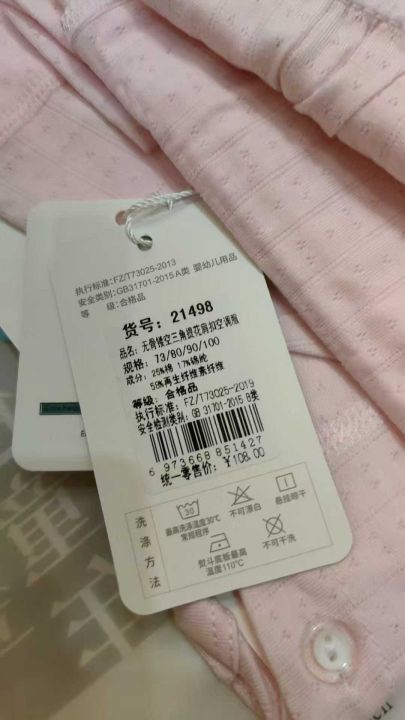 执行标准:FZ/T73025-2013
安全类别:GB31701-2015 A类 婴幼儿用品
等 级:合格品
货号:21498
品名:无骨镂空三角提花肩扣空调服
规格:73/80/90/100
成分:25%棉 17%锦纶
58%再生纤维素纤维
等级:合格品
执行标准:FZ/T73025-2019
安全检测类别:GB 31701-2015 B类
6 973668 851427
统一零售价:¥108.00
洗涤方法
30
最高洗涤温度30℃
常规程序
不可漂白
悬挂晾干
熨斗底板最高
温度110℃
不可干洗